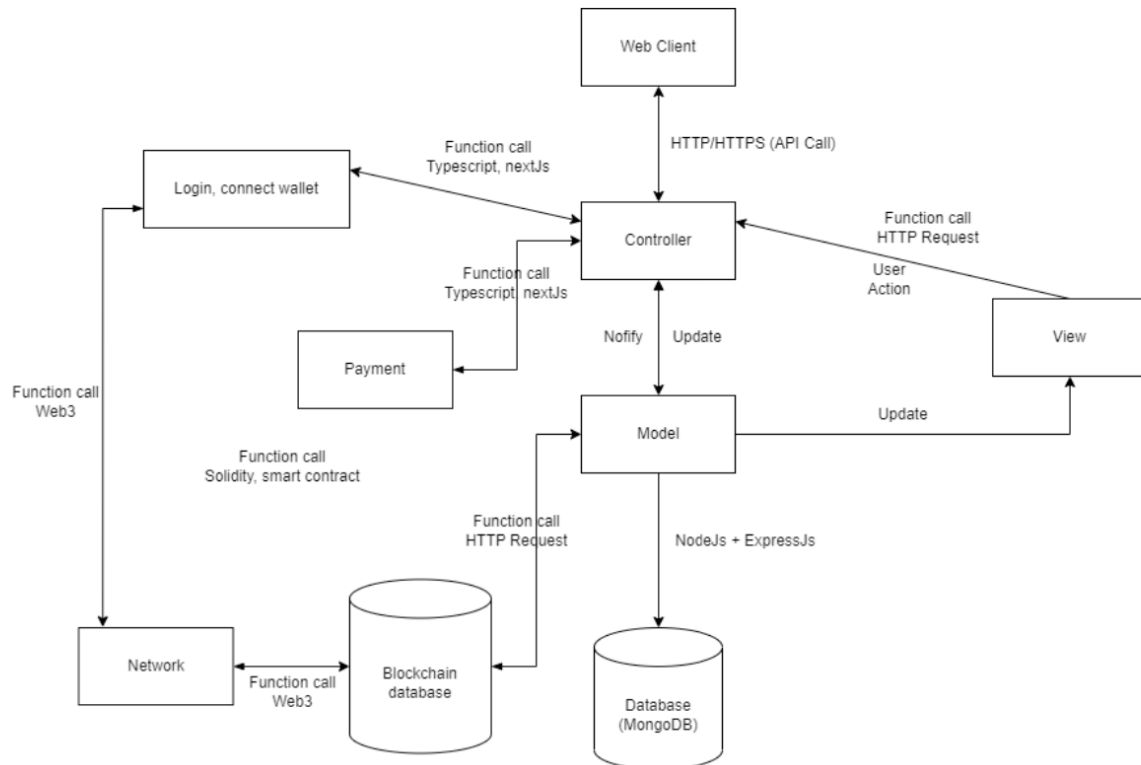 Web Client
HTTP/HTTPS (API Call)
Function call
Typescript, nextJs
Login, connect wallet
Controller
Function call
HTTP Request
User
Action
Function call
Typescript, nextJs
Nofify
Update
View
Payment
Function call
Web3
Model
Update
Function call
Solidity, smart contract
Function call
HTTP Request
NodeJs + ExpressJs
Network
Function call
Web3
Blockchain
database
Database
(MongoDB)